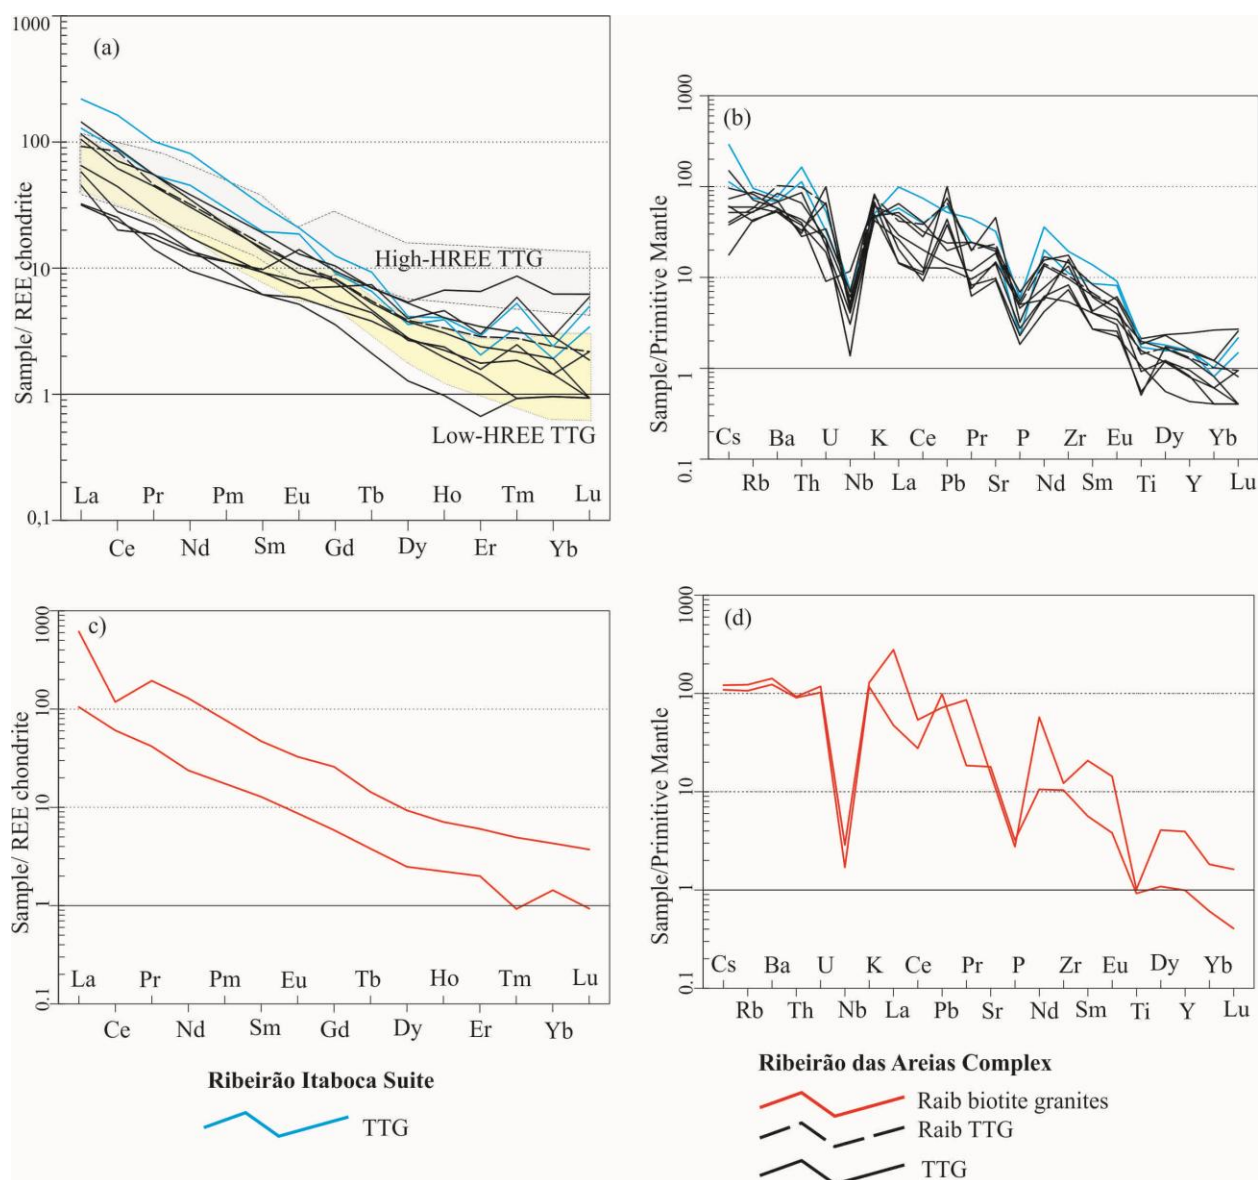 (a)
Sample/ REE chondrite
1000
100
10
1
0,1
High-HREE TTG
Low-HREE TTG
La Pr Pm Eu Tb Ho Tm Lu
Ce Nd Sm Gd Dy Er Yb
(b)
Sample/Primitive Mantle
1000
100
10
1
0.1
Cs Ba U K Ce Pr P Zr Eu Dy Yb
Rb Th Nb La Pb Sr Nd Sm Ti Y Lu
c)
Sample/ REE chondrite
1000
100
10
1
0.1
La Pr Pm Eu Tb Ho Tm Lu
Ce Nd Sm Gd Dy Er Yb
(d)
Sample/Primitive Mantle
1000
100
10
1
0.1
Cs Ba U K Ce Pr P Zr Eu Dy Yb
Rb Th Nb La Pb Sr Nd Sm Ti Y Lu
Ribeirão Itaboca Suite
TTG
Ribeirão das Areias Complex
Raib biotite granites
Raib TTG
TTG